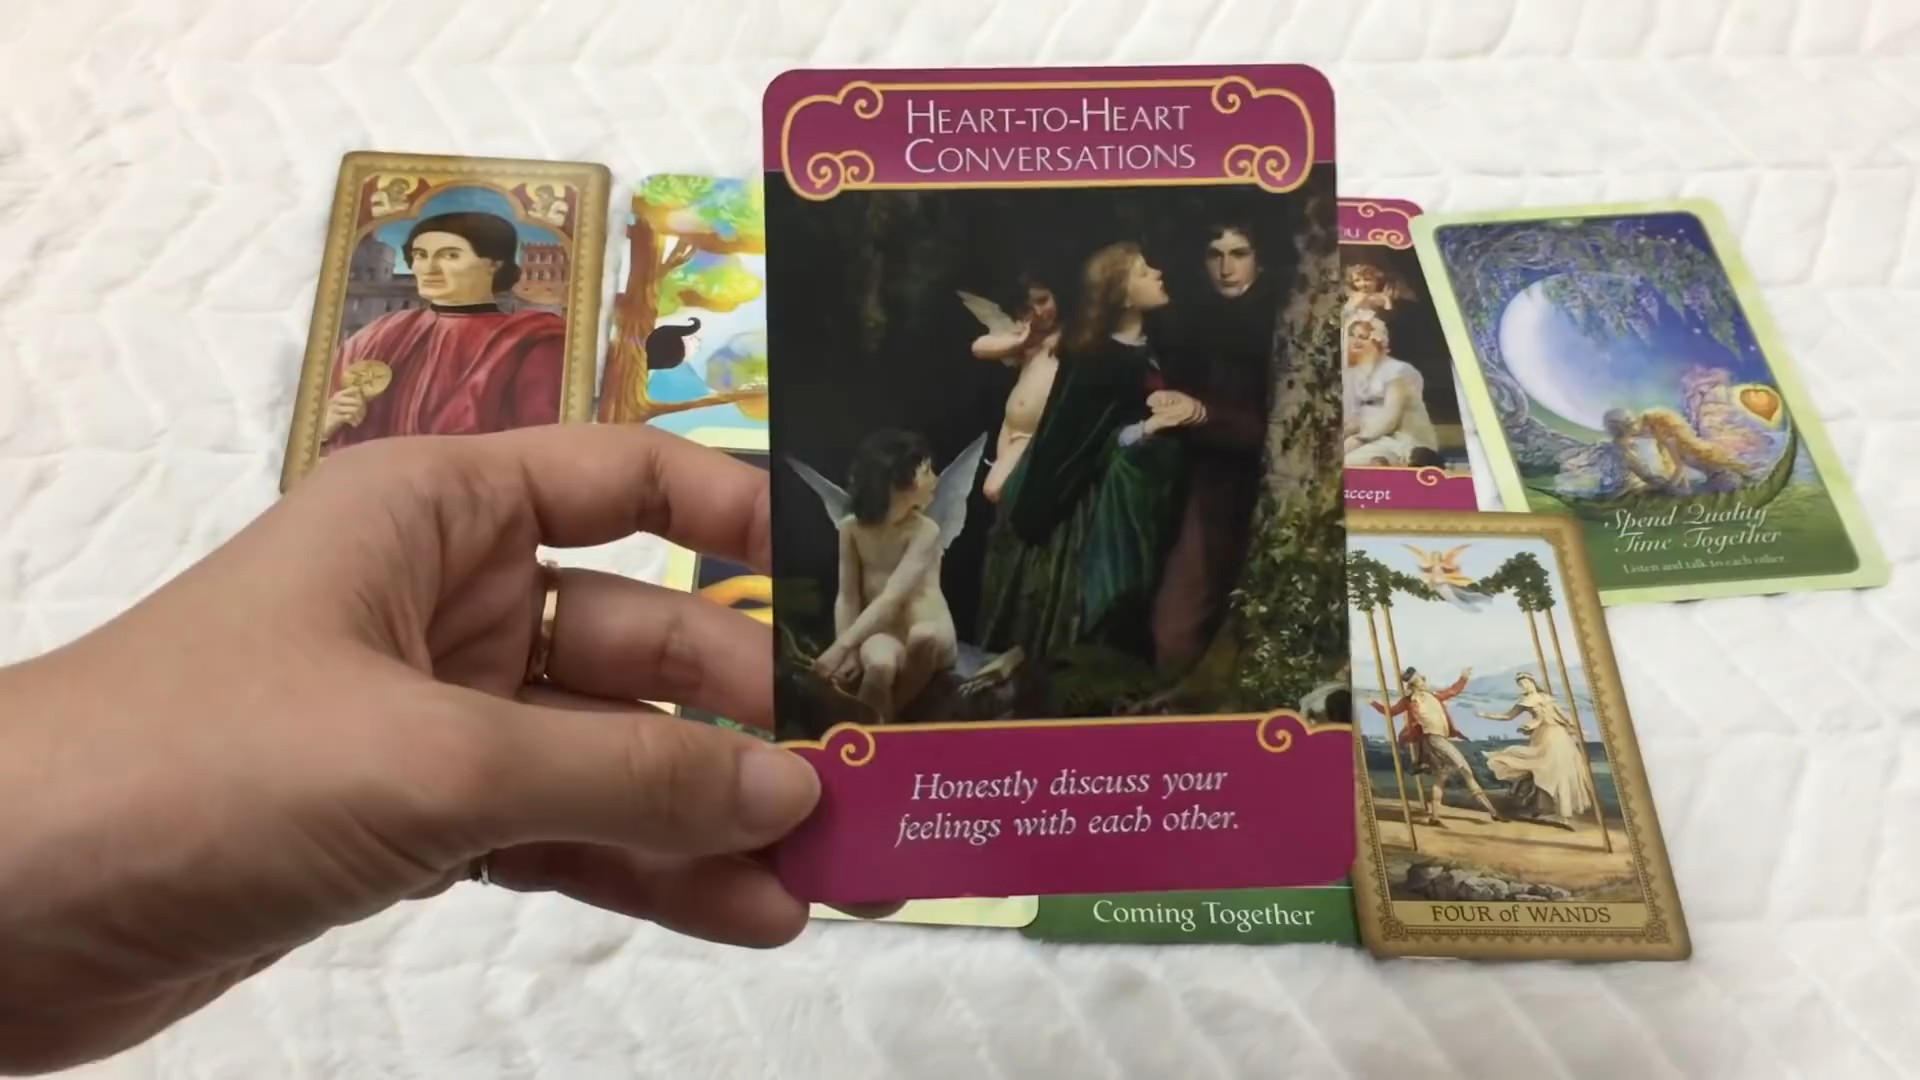 HEART-TO-HEART
CONVERSATIONS
Honestly discuss your
feelings with each other.
accept
Spend Quality
Time Together
Listen and talk to each other.
Coming Together
FOUR of WANDS